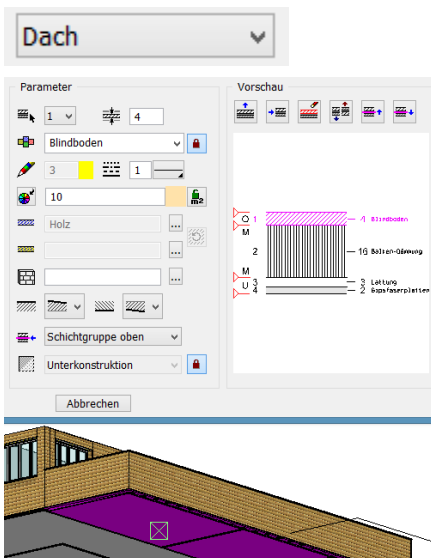 Dach
Parameter
Vorschau
1
4
Blindboden
3
1
10
m2
Holz
...
...
...
Schichtgruppe oben
Unterkonstruktion
O 1
4 Blindboden
M
2
16 Balken-Dämmung
M
U 3
4
2 Gipsfaserplatten
Lattung
Abbrechen